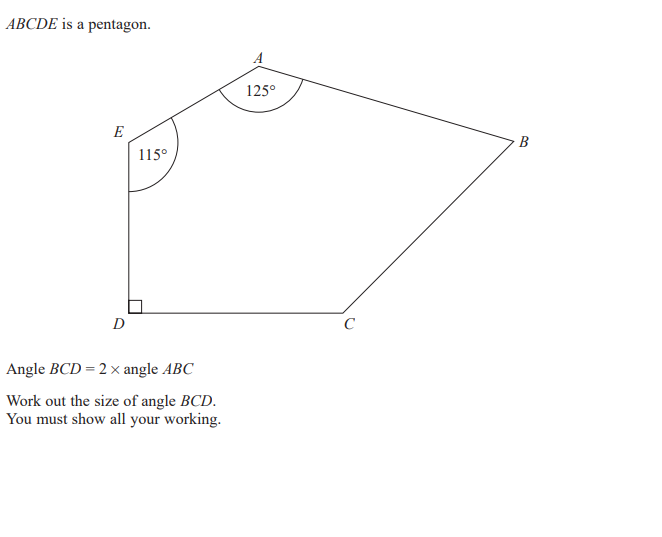 ABCDE is a pentagon.
A
125°
E
B
115°
D
C
Angle BCD = 2 × angle ABC
Work out the size of angle BCD.
You must show all your working.